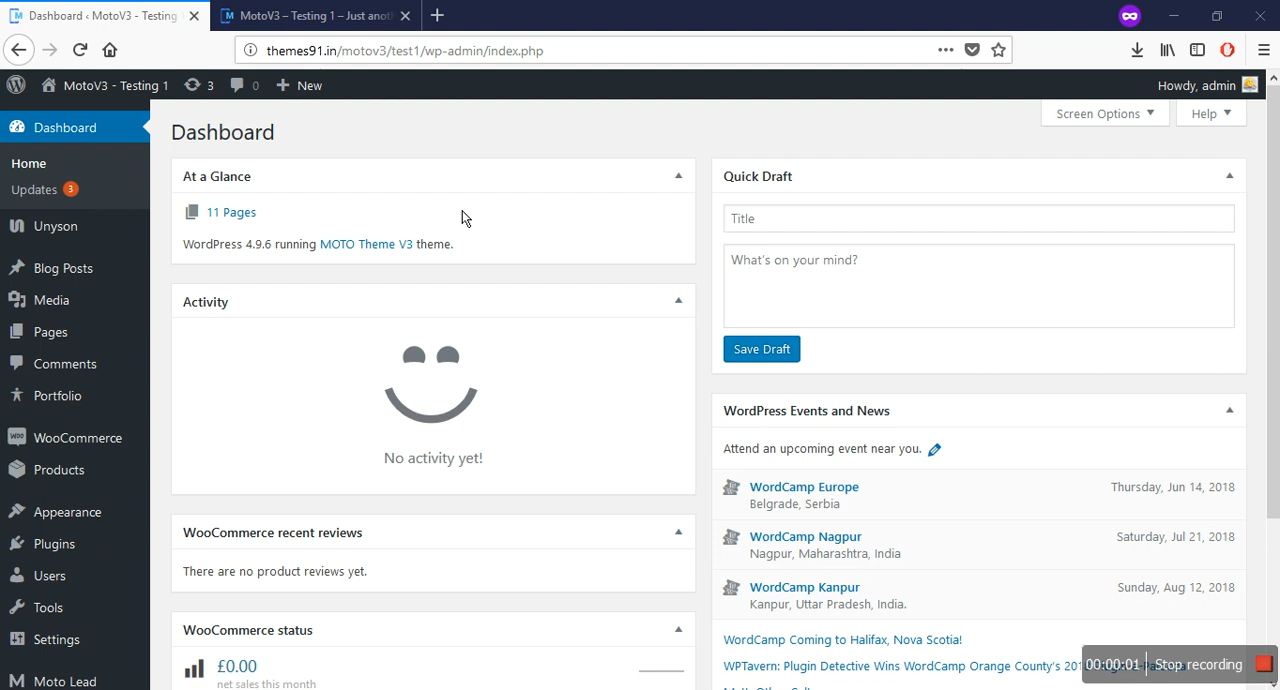 Dashboard ‹ MotoV3 - Testing
MotoV3 – Testing 1 – Just anot
themes91.in/motov3/test1/wp-admin/index.php
MotoV3 - Testing 1
3
0
New
Howdy, admin
Screen Options
Help
Dashboard
Home
Updates 3
Unyson
Blog Posts
Media
Pages
Comments
Portfolio
WooCommerce
Products
Appearance
Plugins
Users
Tools
Settings
Moto Lead
Dashboard
At a Glance
11 Pages
WordPress 4.9.6 running MOTO Theme V3 theme.
Activity
No activity yet!
WooCommerce recent reviews
There are no product reviews yet.
WooCommerce status
£0.00
net sales this month
Quick Draft
Title
What's on your mind?
Save Draft
WordPress Events and News
Attend an upcoming event near you.
WordCamp Europe
Thursday, Jun 14, 2018
Belgrade, Serbia
WordCamp Nagpur
Saturday, Jul 21, 2018
Nagpur, Maharashtra, India
WordCamp Kanpur
Sunday, Aug 12, 2018
Kanpur, Uttar Pradesh, India.
WordCamp Coming to Halifax, Nova Scotia!
WPTavern: Plugin Detective Wins WordCamp Orange County's
00:00:01 Stop recording